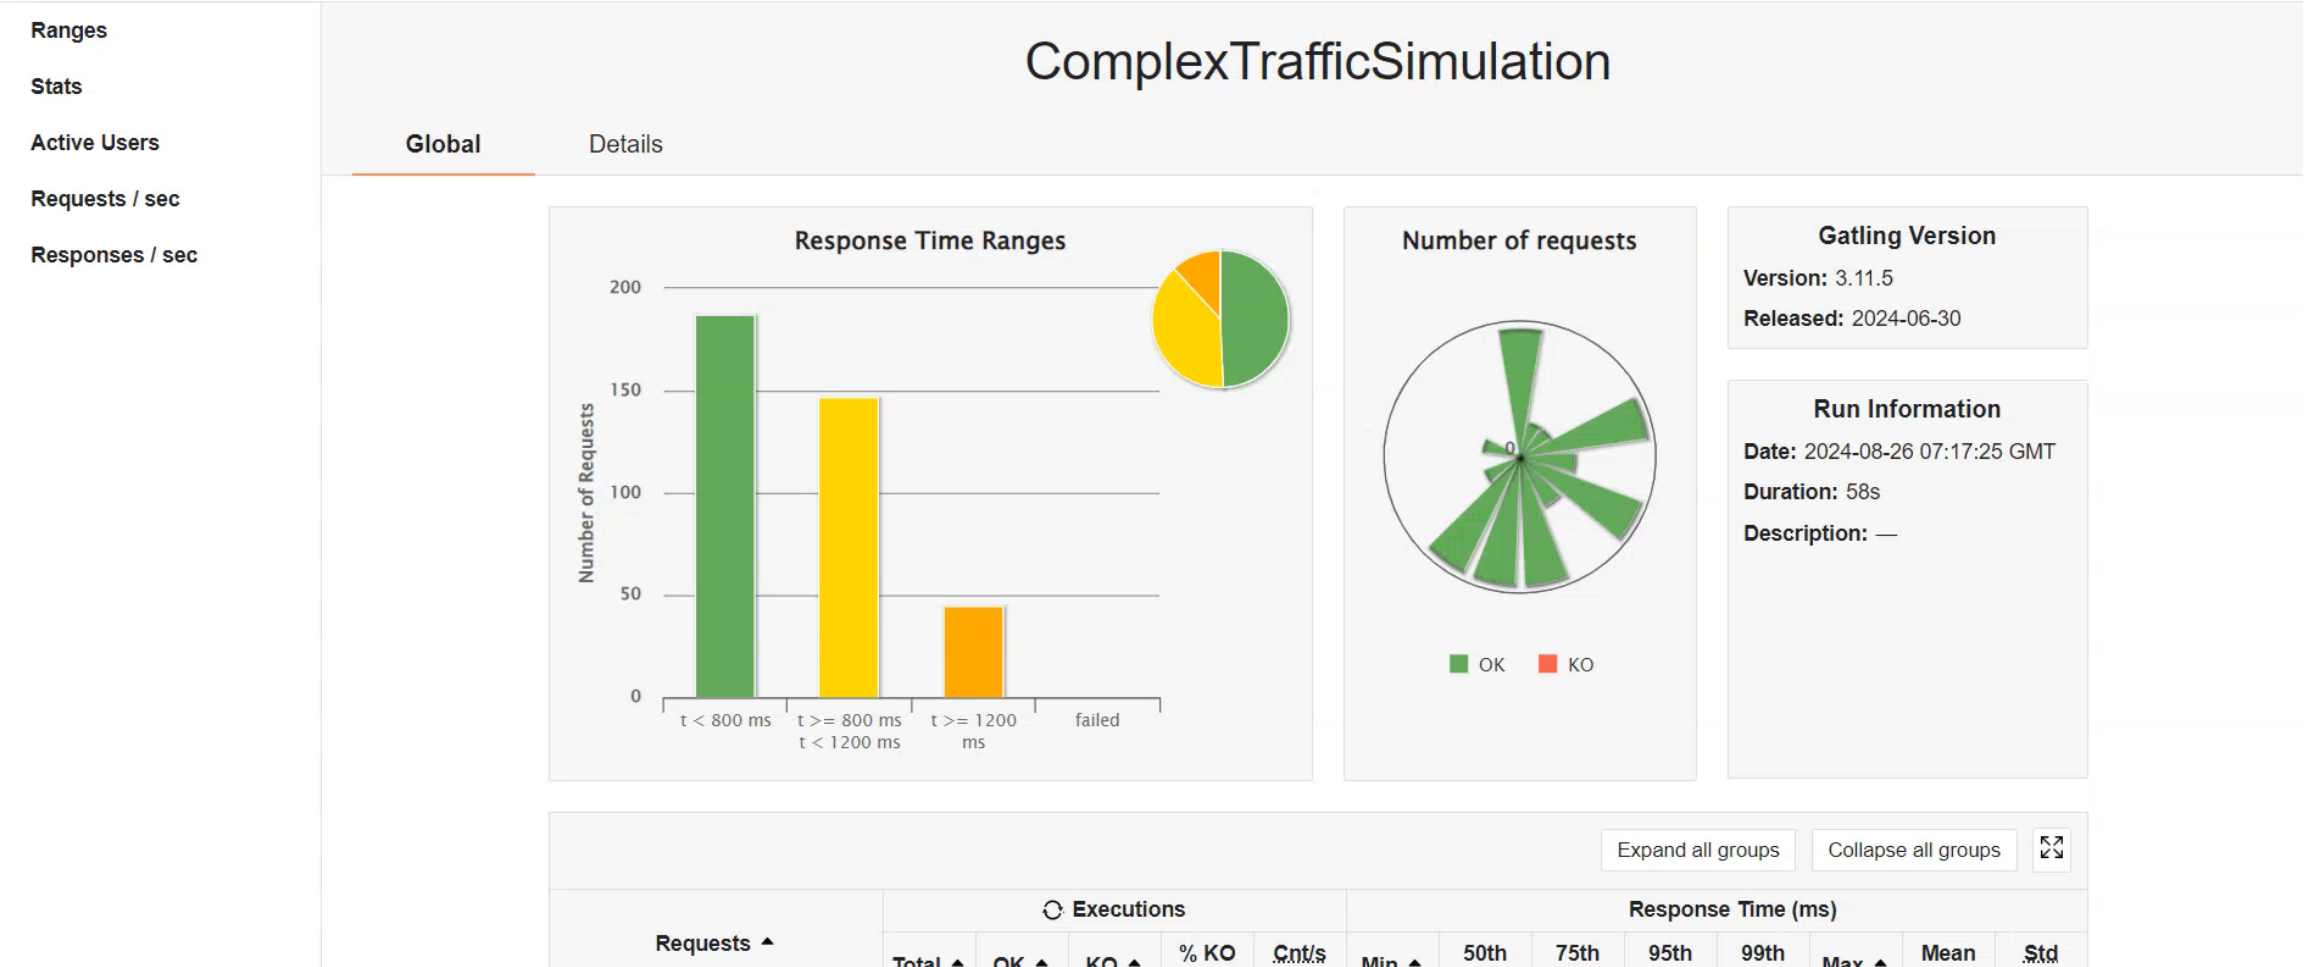 Ranges
Stats
Active Users
Requests / sec
Responses / sec
ComplexTrafficSimulation
Global
Details
Response Time Ranges
Number of Requests
200
150
100
50
0
t < 800 ms
t >= 800 ms
t < 1200 ms
t >= 1200
ms
failed
Number of requests
0
OK
KO
Gatling Version
Version: 3.11.5
Released: 2024-06-30
Run Information
Date: 2024-08-26 07:17:25 GMT
Duration: 58s
Description: —
Expand all groups
Collapse all groups
Requests
Executions
Response Time (ms)
Total
OK
KO
% KO
Cnt/s
Min
50th
75th
95th
99th
Max
Mean
Std